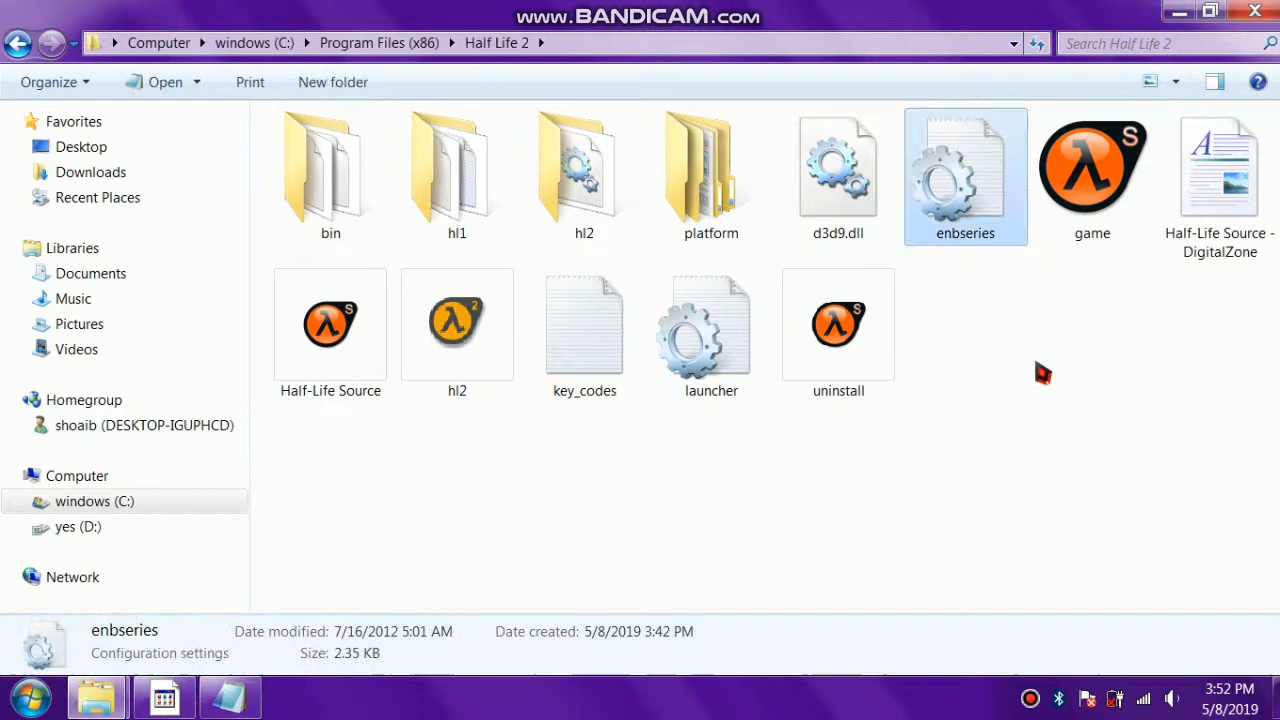 www.BANDICAM.com
Computer windows (C:) Program Files (x86) Half Life 2
Search Half Life 2
Organize Open Print New folder
Favorites
Desktop
Downloads
Recent Places
Libraries
Documents
Music
Pictures
Videos
Homegroup
shoaib (DESKTOP-IGUPHCD)
Computer
windows (C:)
yes (D:)
Network
bin
hl1
hl2
platform
d3d9.dll
enbseries
S
game
A
Half-Life Source -
DigitalZone
S
Half-Life Source
2
hl2
key_codes
launcher
S
uninstall
enbseries
Configuration settings
Date modified: 7/16/2012 5:01 AM
Size: 2.35 KB
Date created: 5/8/2019 3:42 PM
3:52 PM
5/8/2019